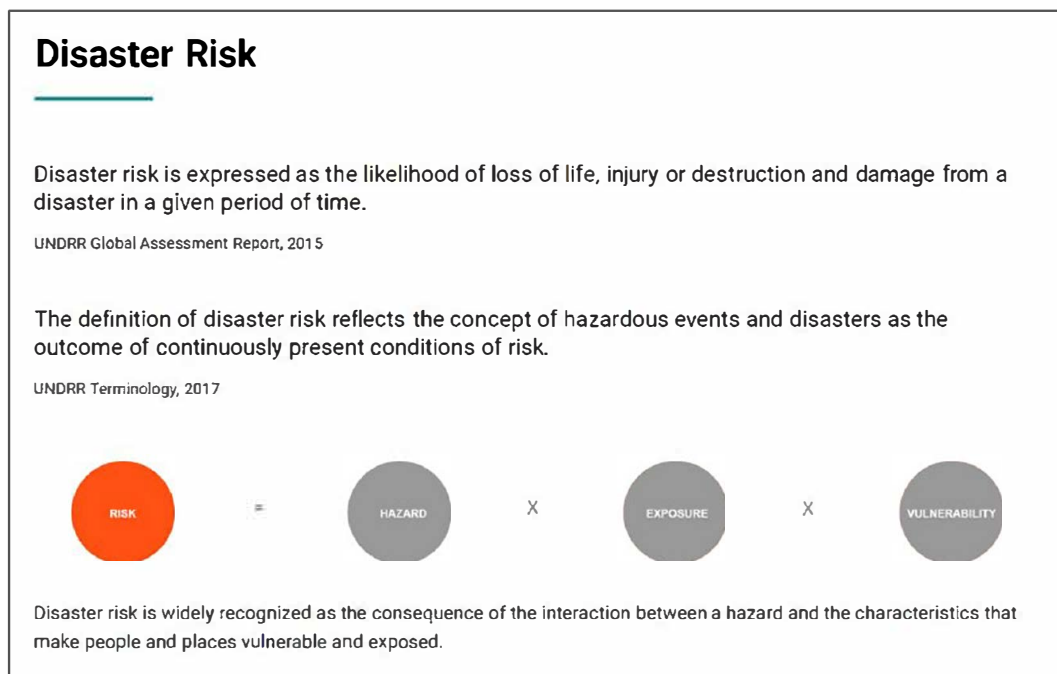 Disaster Risk
Disaster risk is expressed as the likelihood of loss of life, injury or destruction and damage from a
disaster in a given period of time.
UNDRR Global Assessment Report, 2015
The definition of disaster risk reflects the concept of hazardous events and disasters as the
outcome of continuously present conditions of risk.
UNDRR Terminology, 2017
RISK = HAZARD X EXPOSURE X VULNERABILITY
Disaster risk is widely recognized as the consequence of the interaction between a hazard and the characteristics that
make people and places vulnerable and exposed.